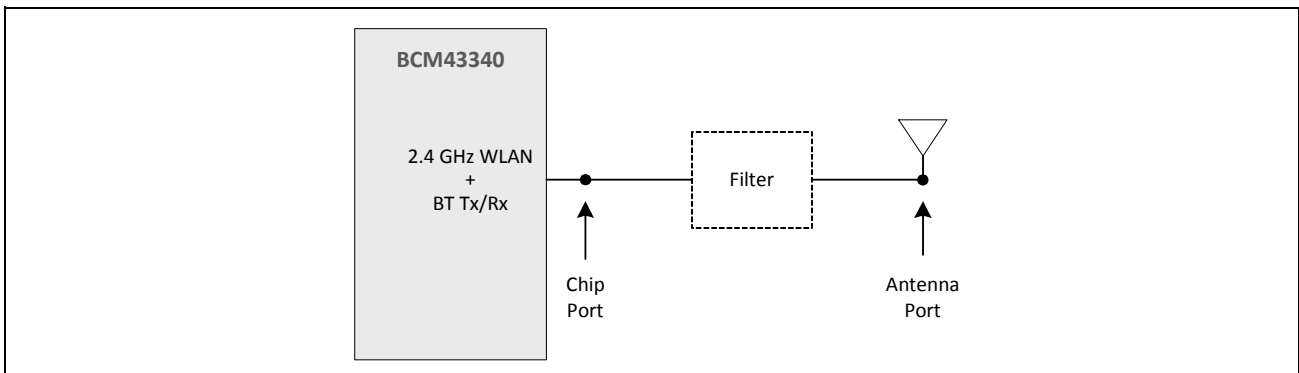 BCM43340
2.4 GHz WLAN
+
BT Tx/Rx
Filter
Chip
Port
Antenna
Port